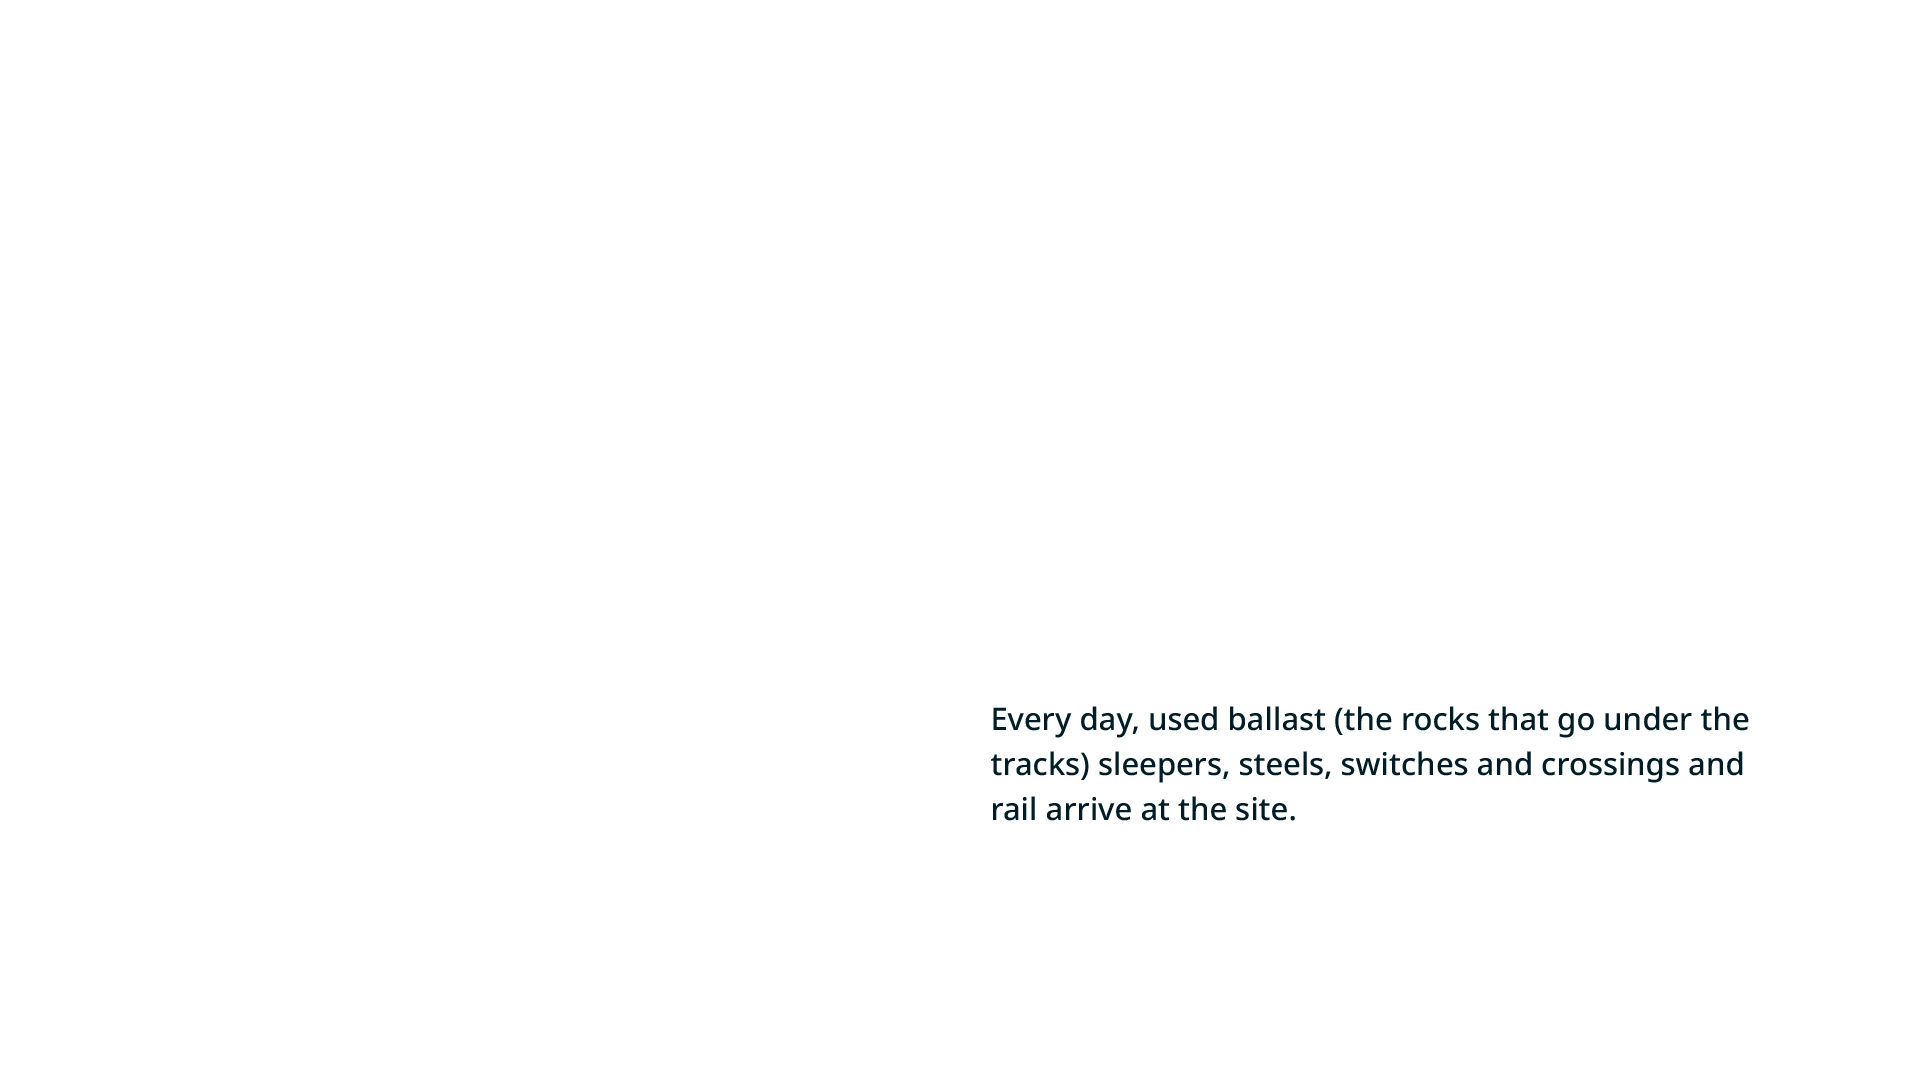 Every day, used ballast (the rocks that go under the
tracks) sleepers, steels, switches and crossings and
rail arrive at the site.